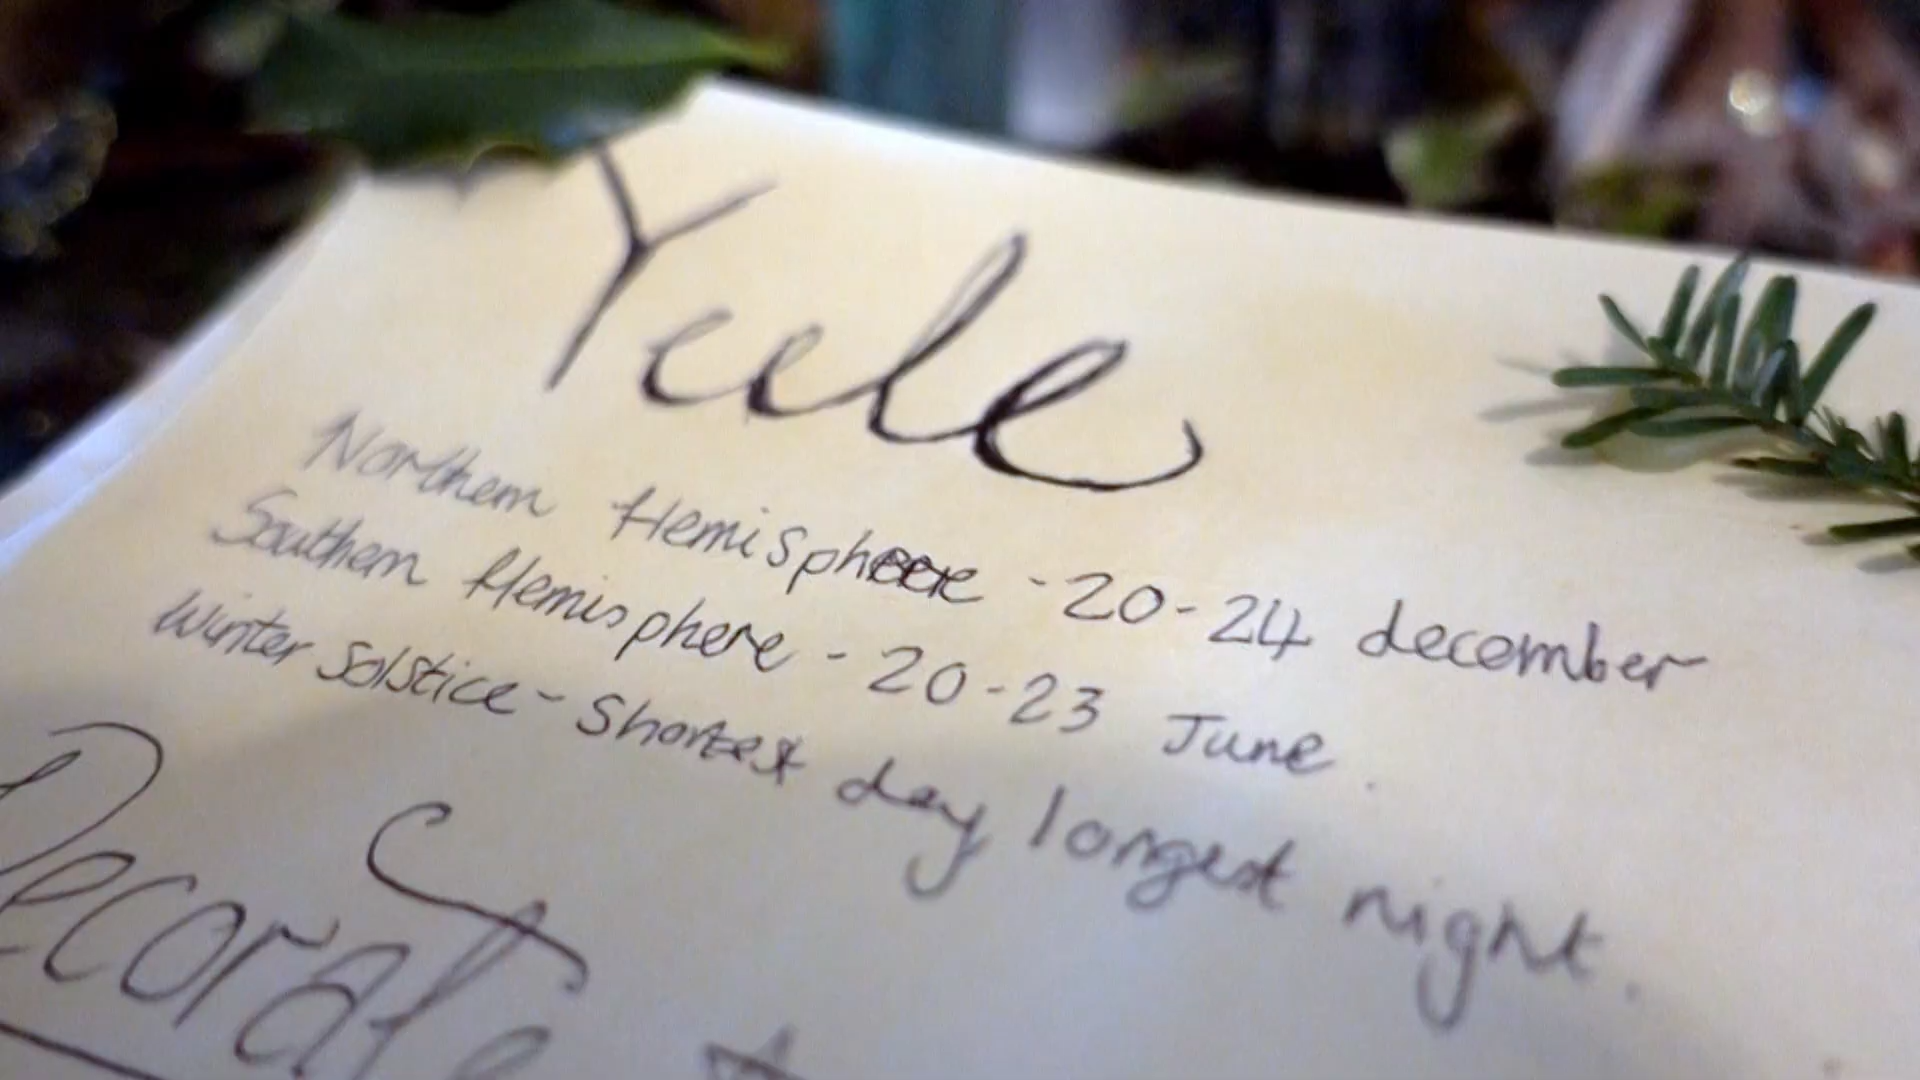 Yule
Northern Hemisphere - 20-24 december
Southern Hemisphere - 20-23 June.
Winter Solstice - Shortest day longest night.
Decorate